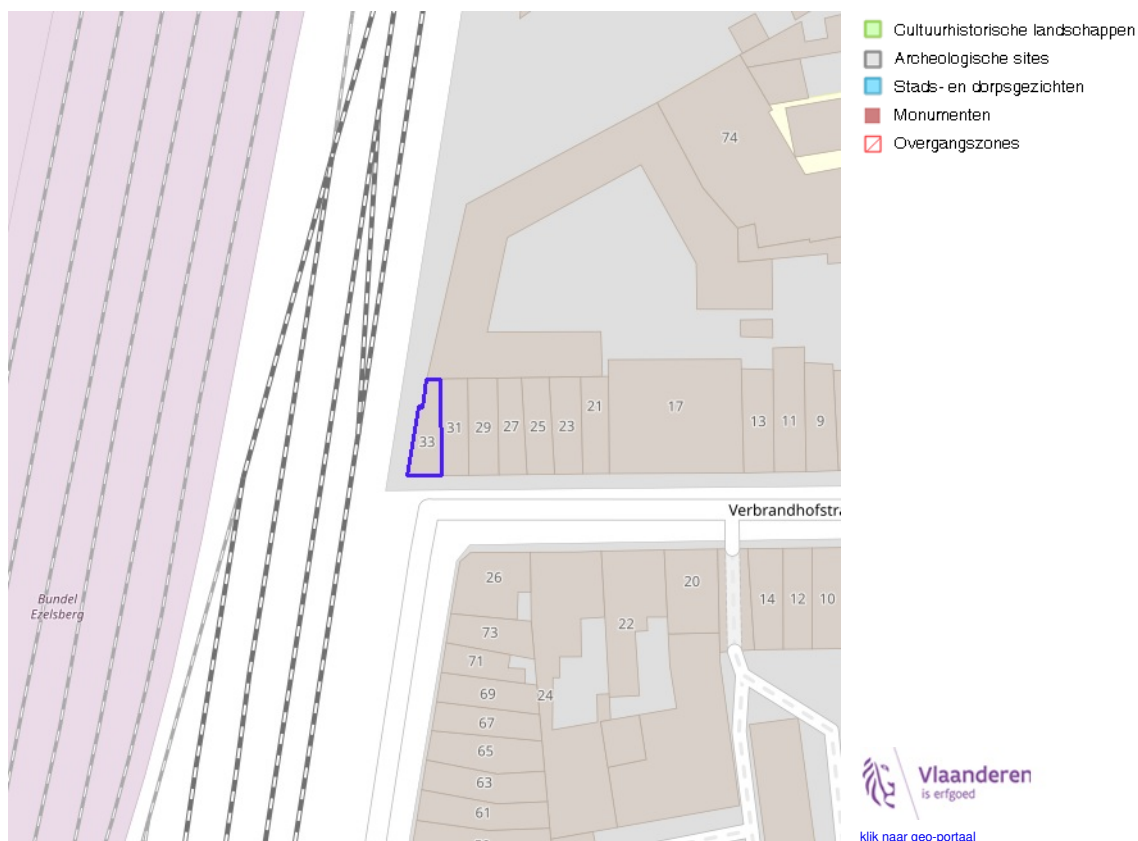 Cultuurhistorische landschappen
Archeologische sites
Stads- en dorpsgezichten
Monumenten
Overgangszones
74
21
17
33
31
29
27
25
23
13
11
9
Verbrandhofstra
Bundel
Ezelsberg
26
20
14
12
10
22
73
71
69
24
67
65
63
61
Vlaanderen
is erfgoed
klik naar geo-portaal